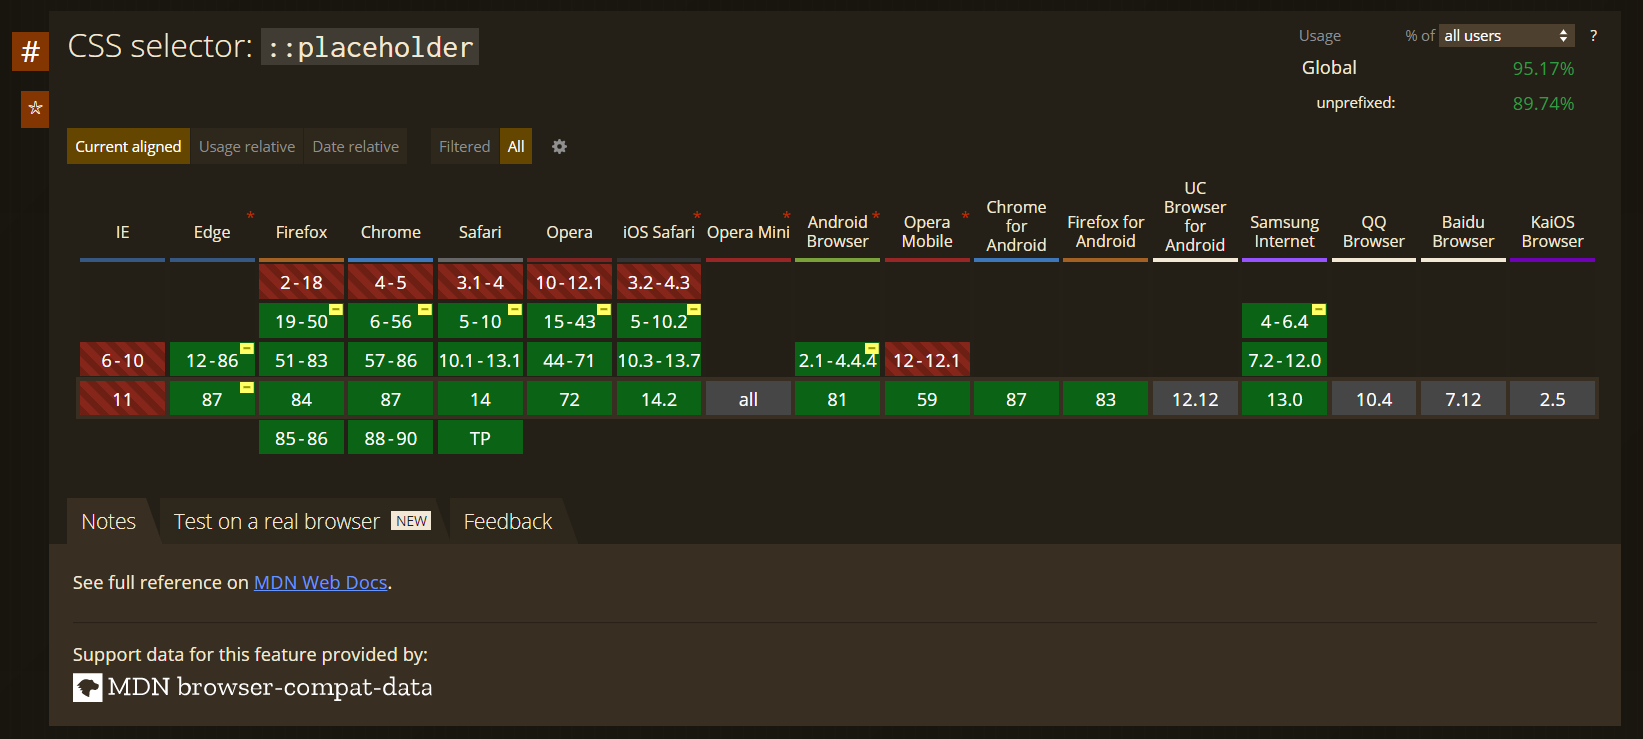 #
☆
CSS selector: ::placeholder
Usage % of all users ?
Global 95.17%
unprefixed: 89.74%
Current aligned Usage relative Date relative Filtered All
IE Edge * Firefox Chrome Safari Opera iOS Safari * Opera Mini * Android Browser * Opera Mobile * Chrome for Android Firefox for Android UC Browser for Android Samsung Internet QQ Browser Baidu Browser KaiOS Browser
2-18 4-5 3.1-4 10-12.1 3.2-4.3
19-50 6-56 5-10 15-43 5-10.2 4-6.4
6-10 12-86 51-83 57-86 10.1-13.1 44-71 10.3-13.7 2.1-4.4.4 12-12.1 7.2-12.0
11 87 84 87 14 72 14.2 all 81 59 87 83 12.12 13.0 10.4 7.12 2.5
85-86 88-90 TP
Notes Test on a real browser NEW Feedback
See full reference on MDN Web Docs.
Support data for this feature provided by:
MDN browser-compat-data